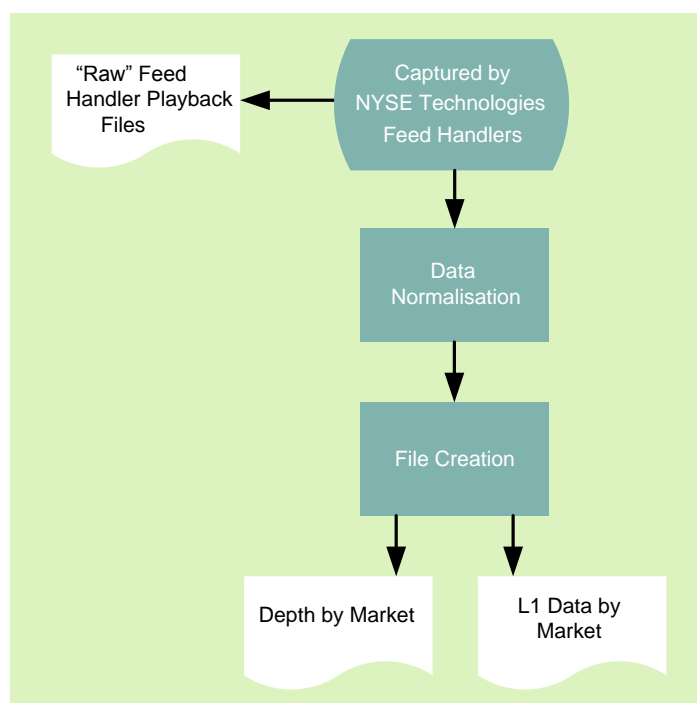 “Raw” Feed
Handler Playback
Files
Captured by
NYSE Technologies
Feed Handlers
Data
Normalisation
File Creation
Depth by Market
L1 Data by
Market